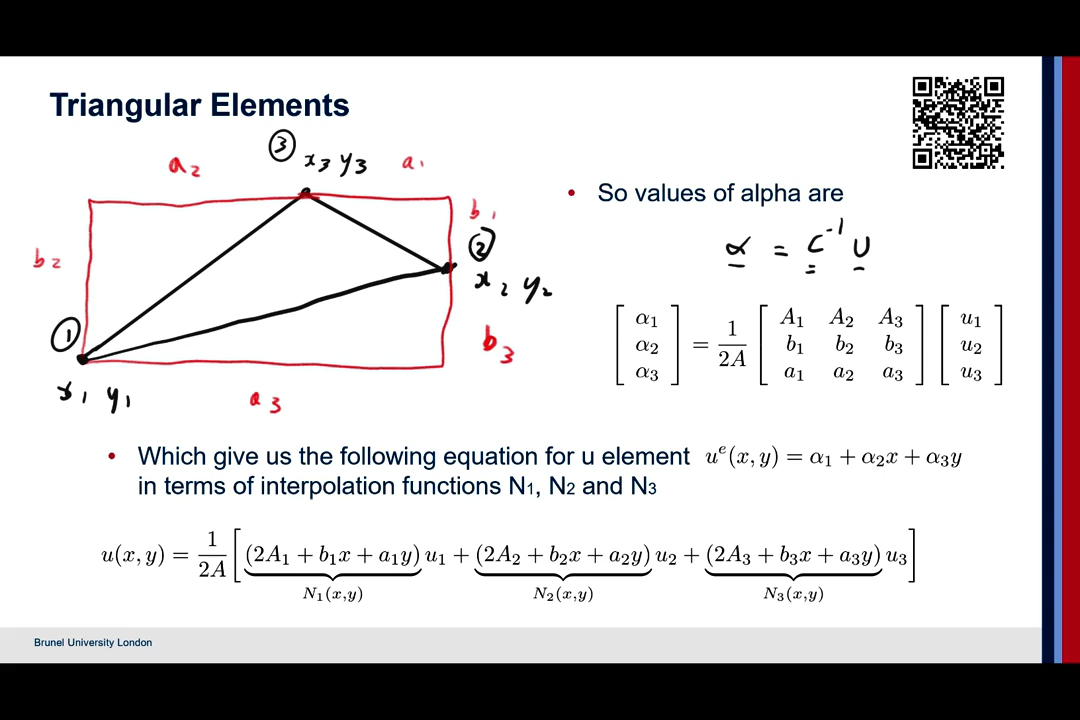 Triangular Elements
③ x3 y3
a2
a1
b1
②
x2, y2
b2
b3
①
x1 y1
a3
• So values of alpha are
α = C⁻¹ U
[α1 α2 α3] = 1/2A [A1 A2 A3; b1 b2 b3; a1 a2 a3] [u1 u2 u3]
• Which give us the following equation for u element uᵉ(x, y) = α1 + α2x + α3y
in terms of interpolation functions N1, N2 and N3
u(x, y) = 1/2A [(2A1 + b1x + a1y) u1 + (2A2 + b2x + a2y) u2 + (2A3 + b3x + a3y) u3]
N1(x,y) N2(x,y) N3(x,y)
Brunel University London